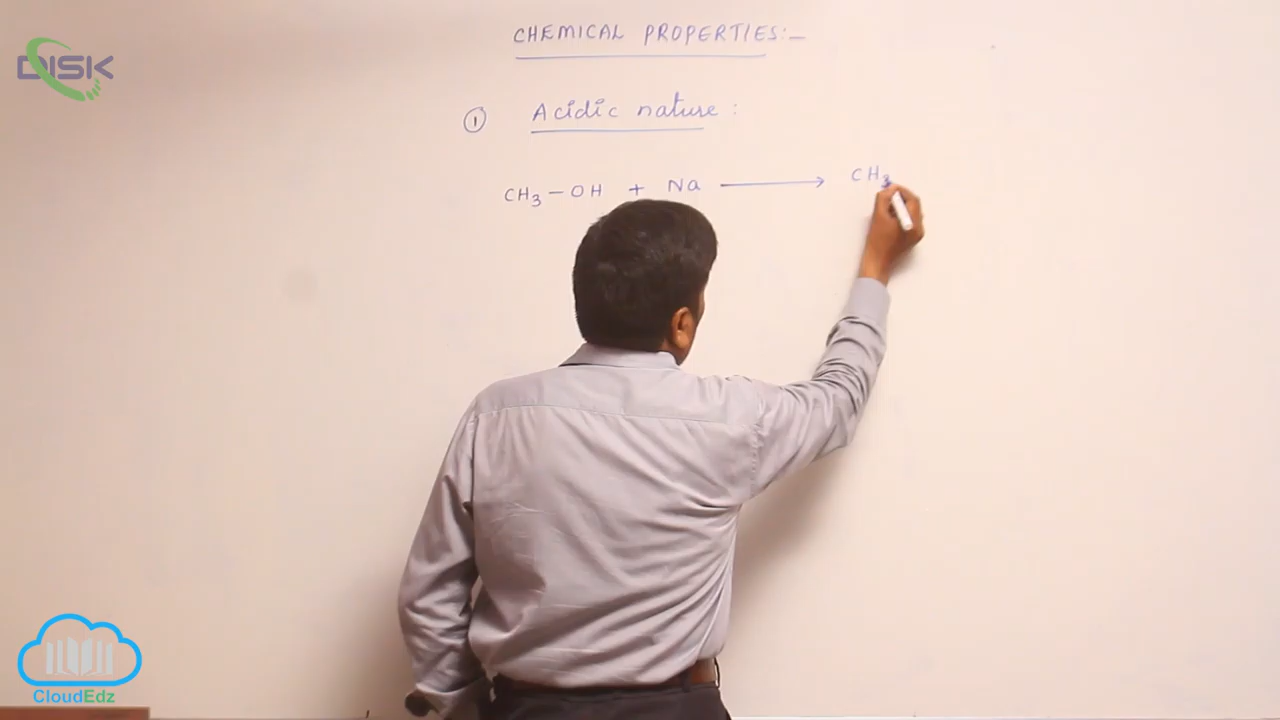 DISK
CHEMICAL PROPERTIES:-
① Acidic nature :
CH₃-OH + Na ⟶ CH₃
CloudEdz